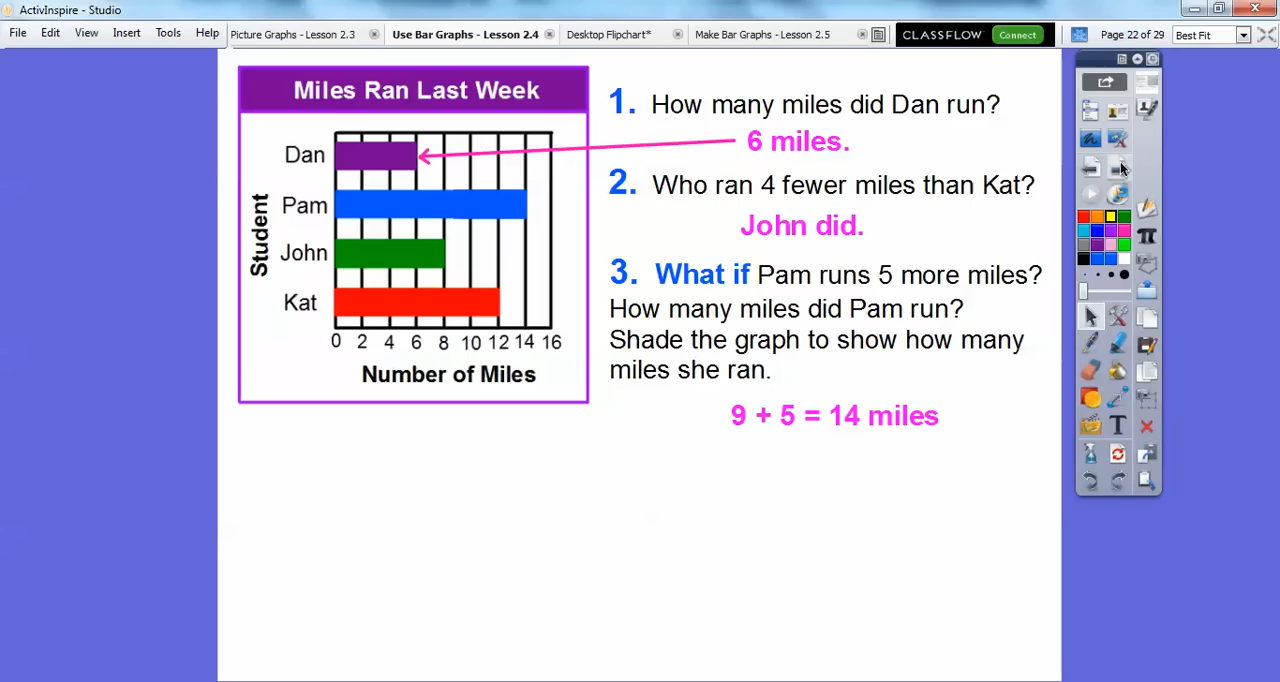 ActivInspire - Studio
File Edit View Insert Tools Help
Picture Graphs - Lesson 2.3
Use Bar Graphs - Lesson 2.4
Desktop Flipchart*
Make Bar Graphs - Lesson 2.5
CLASSFLOW Connect
Page 22 of 29
Best Fit
Miles Ran Last Week
Student
Dan
Pam
John
Kat
0 2 4 6 8 10 12 14 16
Number of Miles
1. How many miles did Dan run?
6 miles.
2. Who ran 4 fewer miles than Kat?
John did.
3. What if Pam runs 5 more miles?
How many miles did Pam run?
Shade the graph to show how many
miles she ran.
9 + 5 = 14 miles